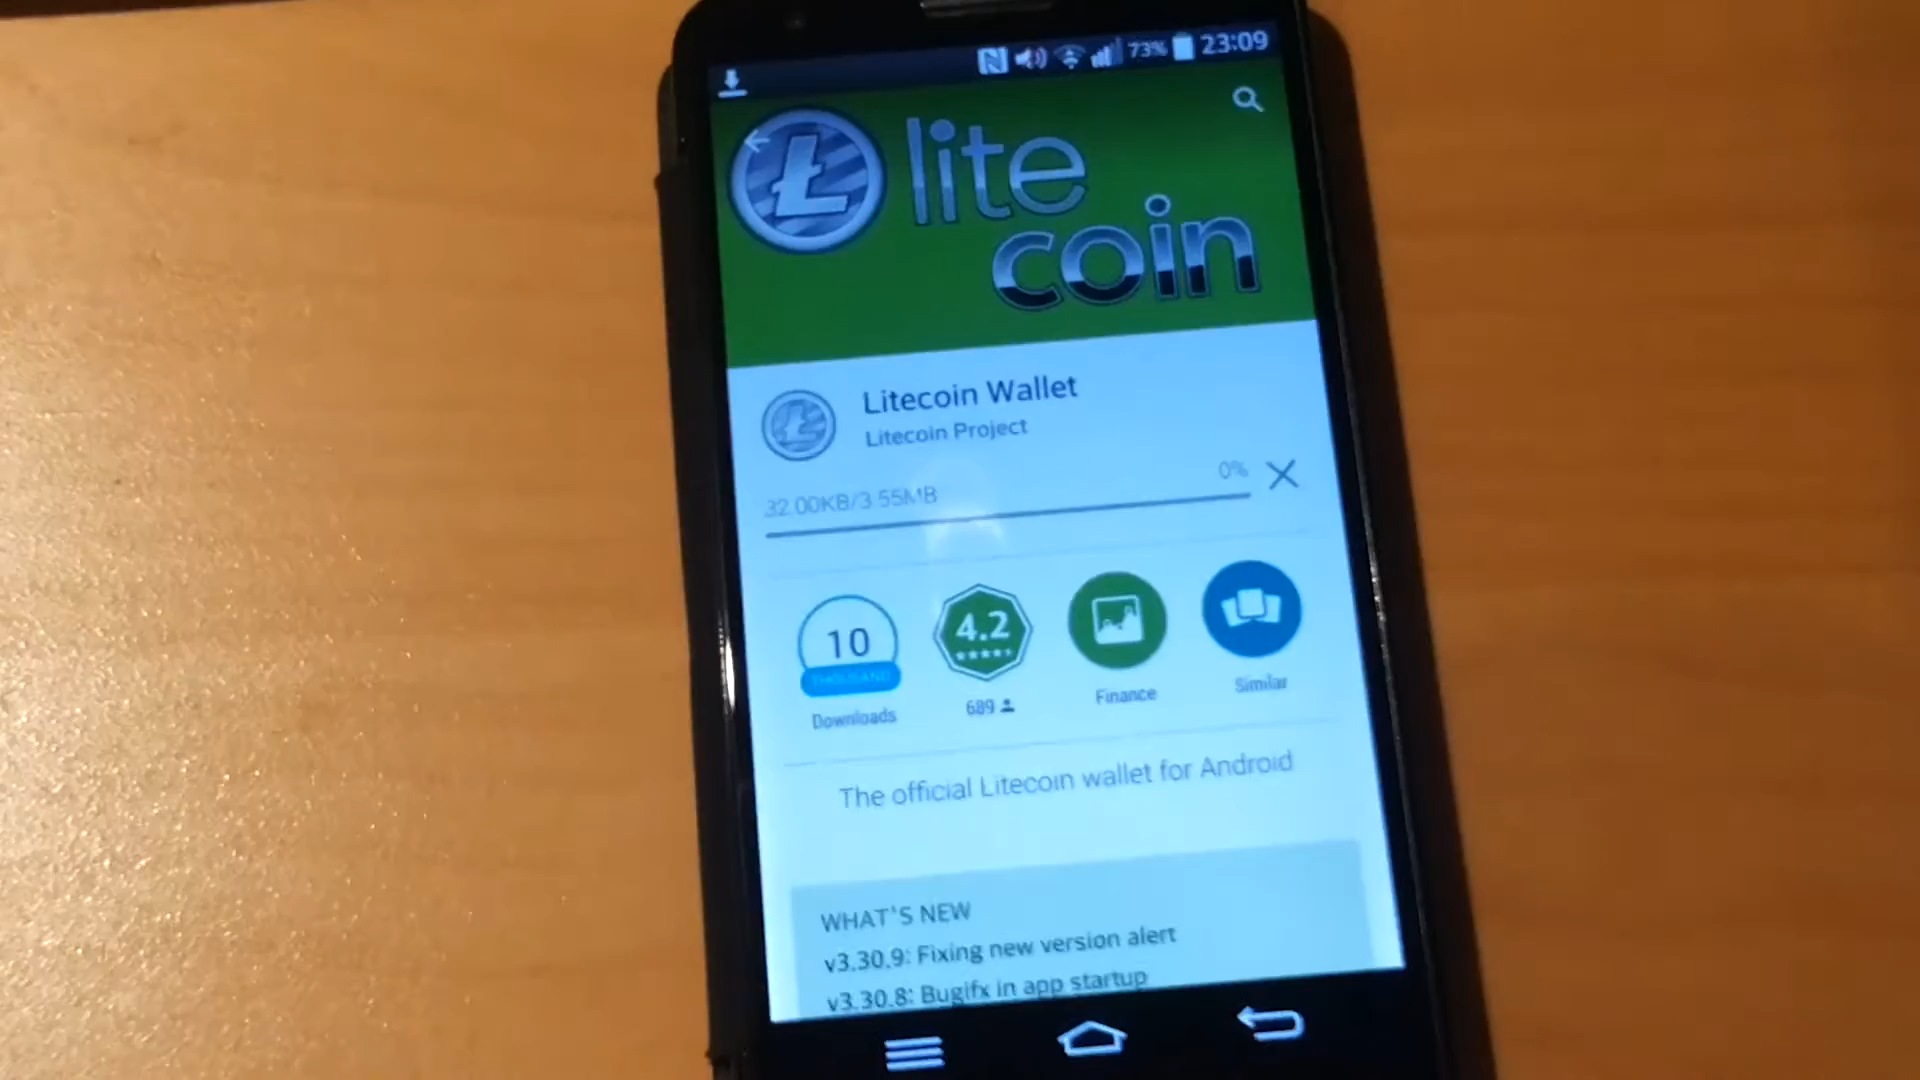 73% 23:09
lite
coin
Litecoin Wallet
Litecoin Project
0%
32.00KB/3.55MB
10
THOUSAND
Downloads
4.2
689
Finance
Similar
The official Litecoin wallet for Android
WHAT'S NEW
v3.30.9: Fixing new version alert
v3.30.8: Bugifx in app startup